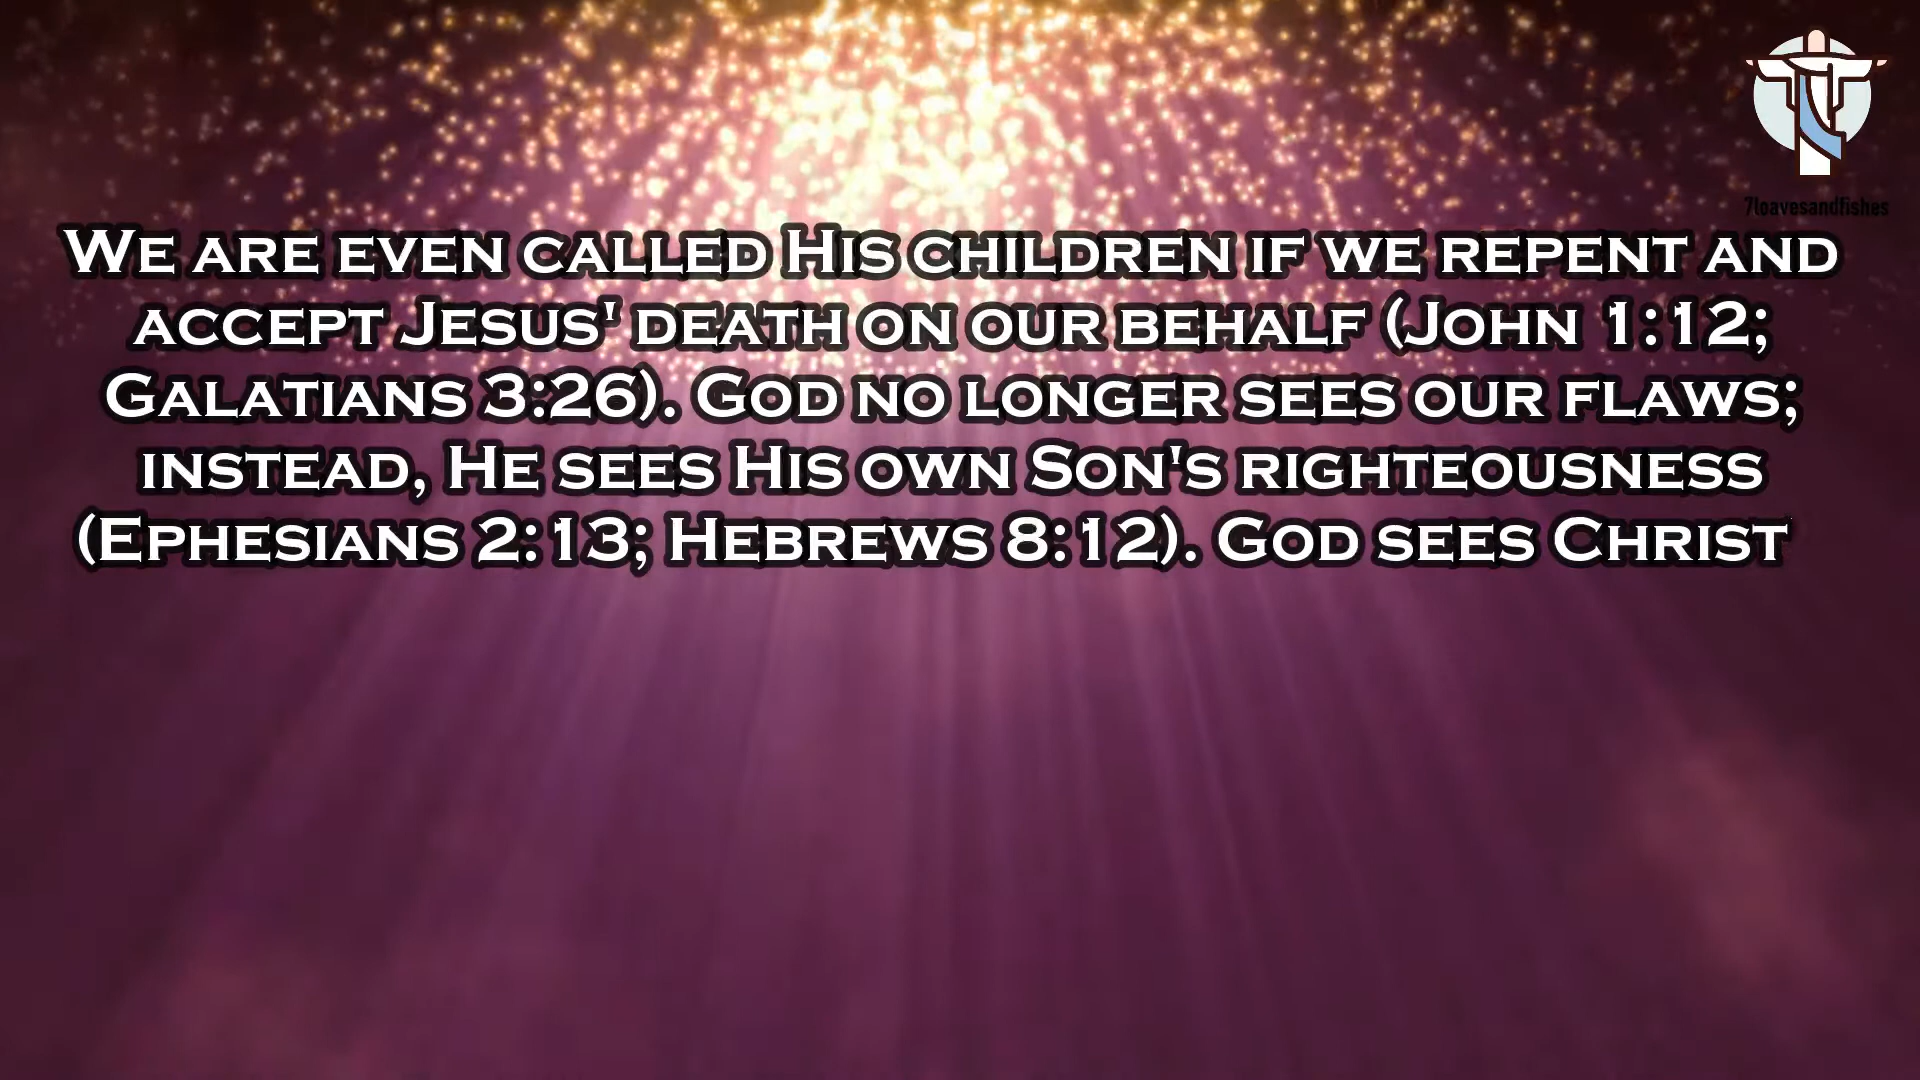 7loavesandfishes
We are even called His children if we repent and
accept Jesus' death on our behalf (John 1:12;
Galatians 3:26). God no longer sees our flaws;
instead, He sees His own Son's righteousness
(Ephesians 2:13; Hebrews 8:12). God sees Christ